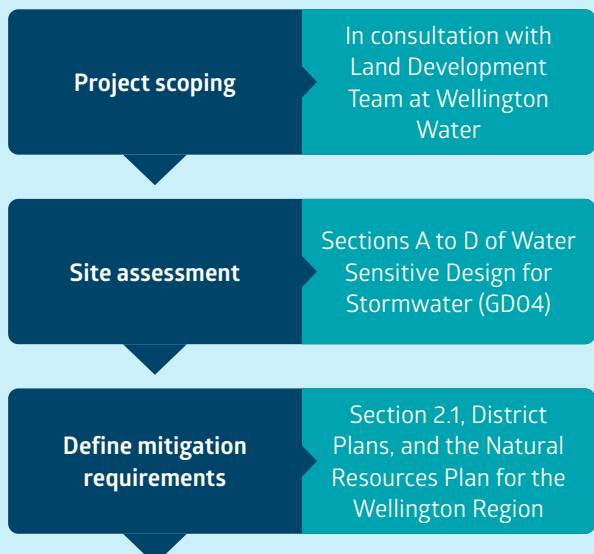 Project scoping
In consultation with
Land Development
Team at Wellington
Water
Site assessment
Sections A to D of Water
Sensitive Design for
Stormwater (GD04)
Define mitigation
requirements
Section 2.1, District
Plans, and the Natural
Resources Plan for the
Wellington Region